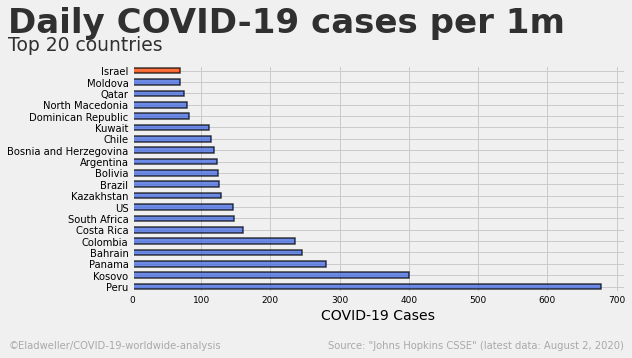 Daily COVID-19 cases per 1m
Top 20 countries
Israel
Moldova
Qatar
North Macedonia
Dominican Republic
Kuwait
Chile
Bosnia and Herzegovina
Argentina
Bolivia
Brazil
Kazakhstan
US
South Africa
Costa Rica
Colombia
Bahrain
Panama
Kosovo
Peru
0 100 200 300 400 500 600 700
COVID-19 Cases
©Eladweller/COVID-19-worldwide-analysis Source: "Johns Hopkins CSSE" (latest data: August 2, 2020)